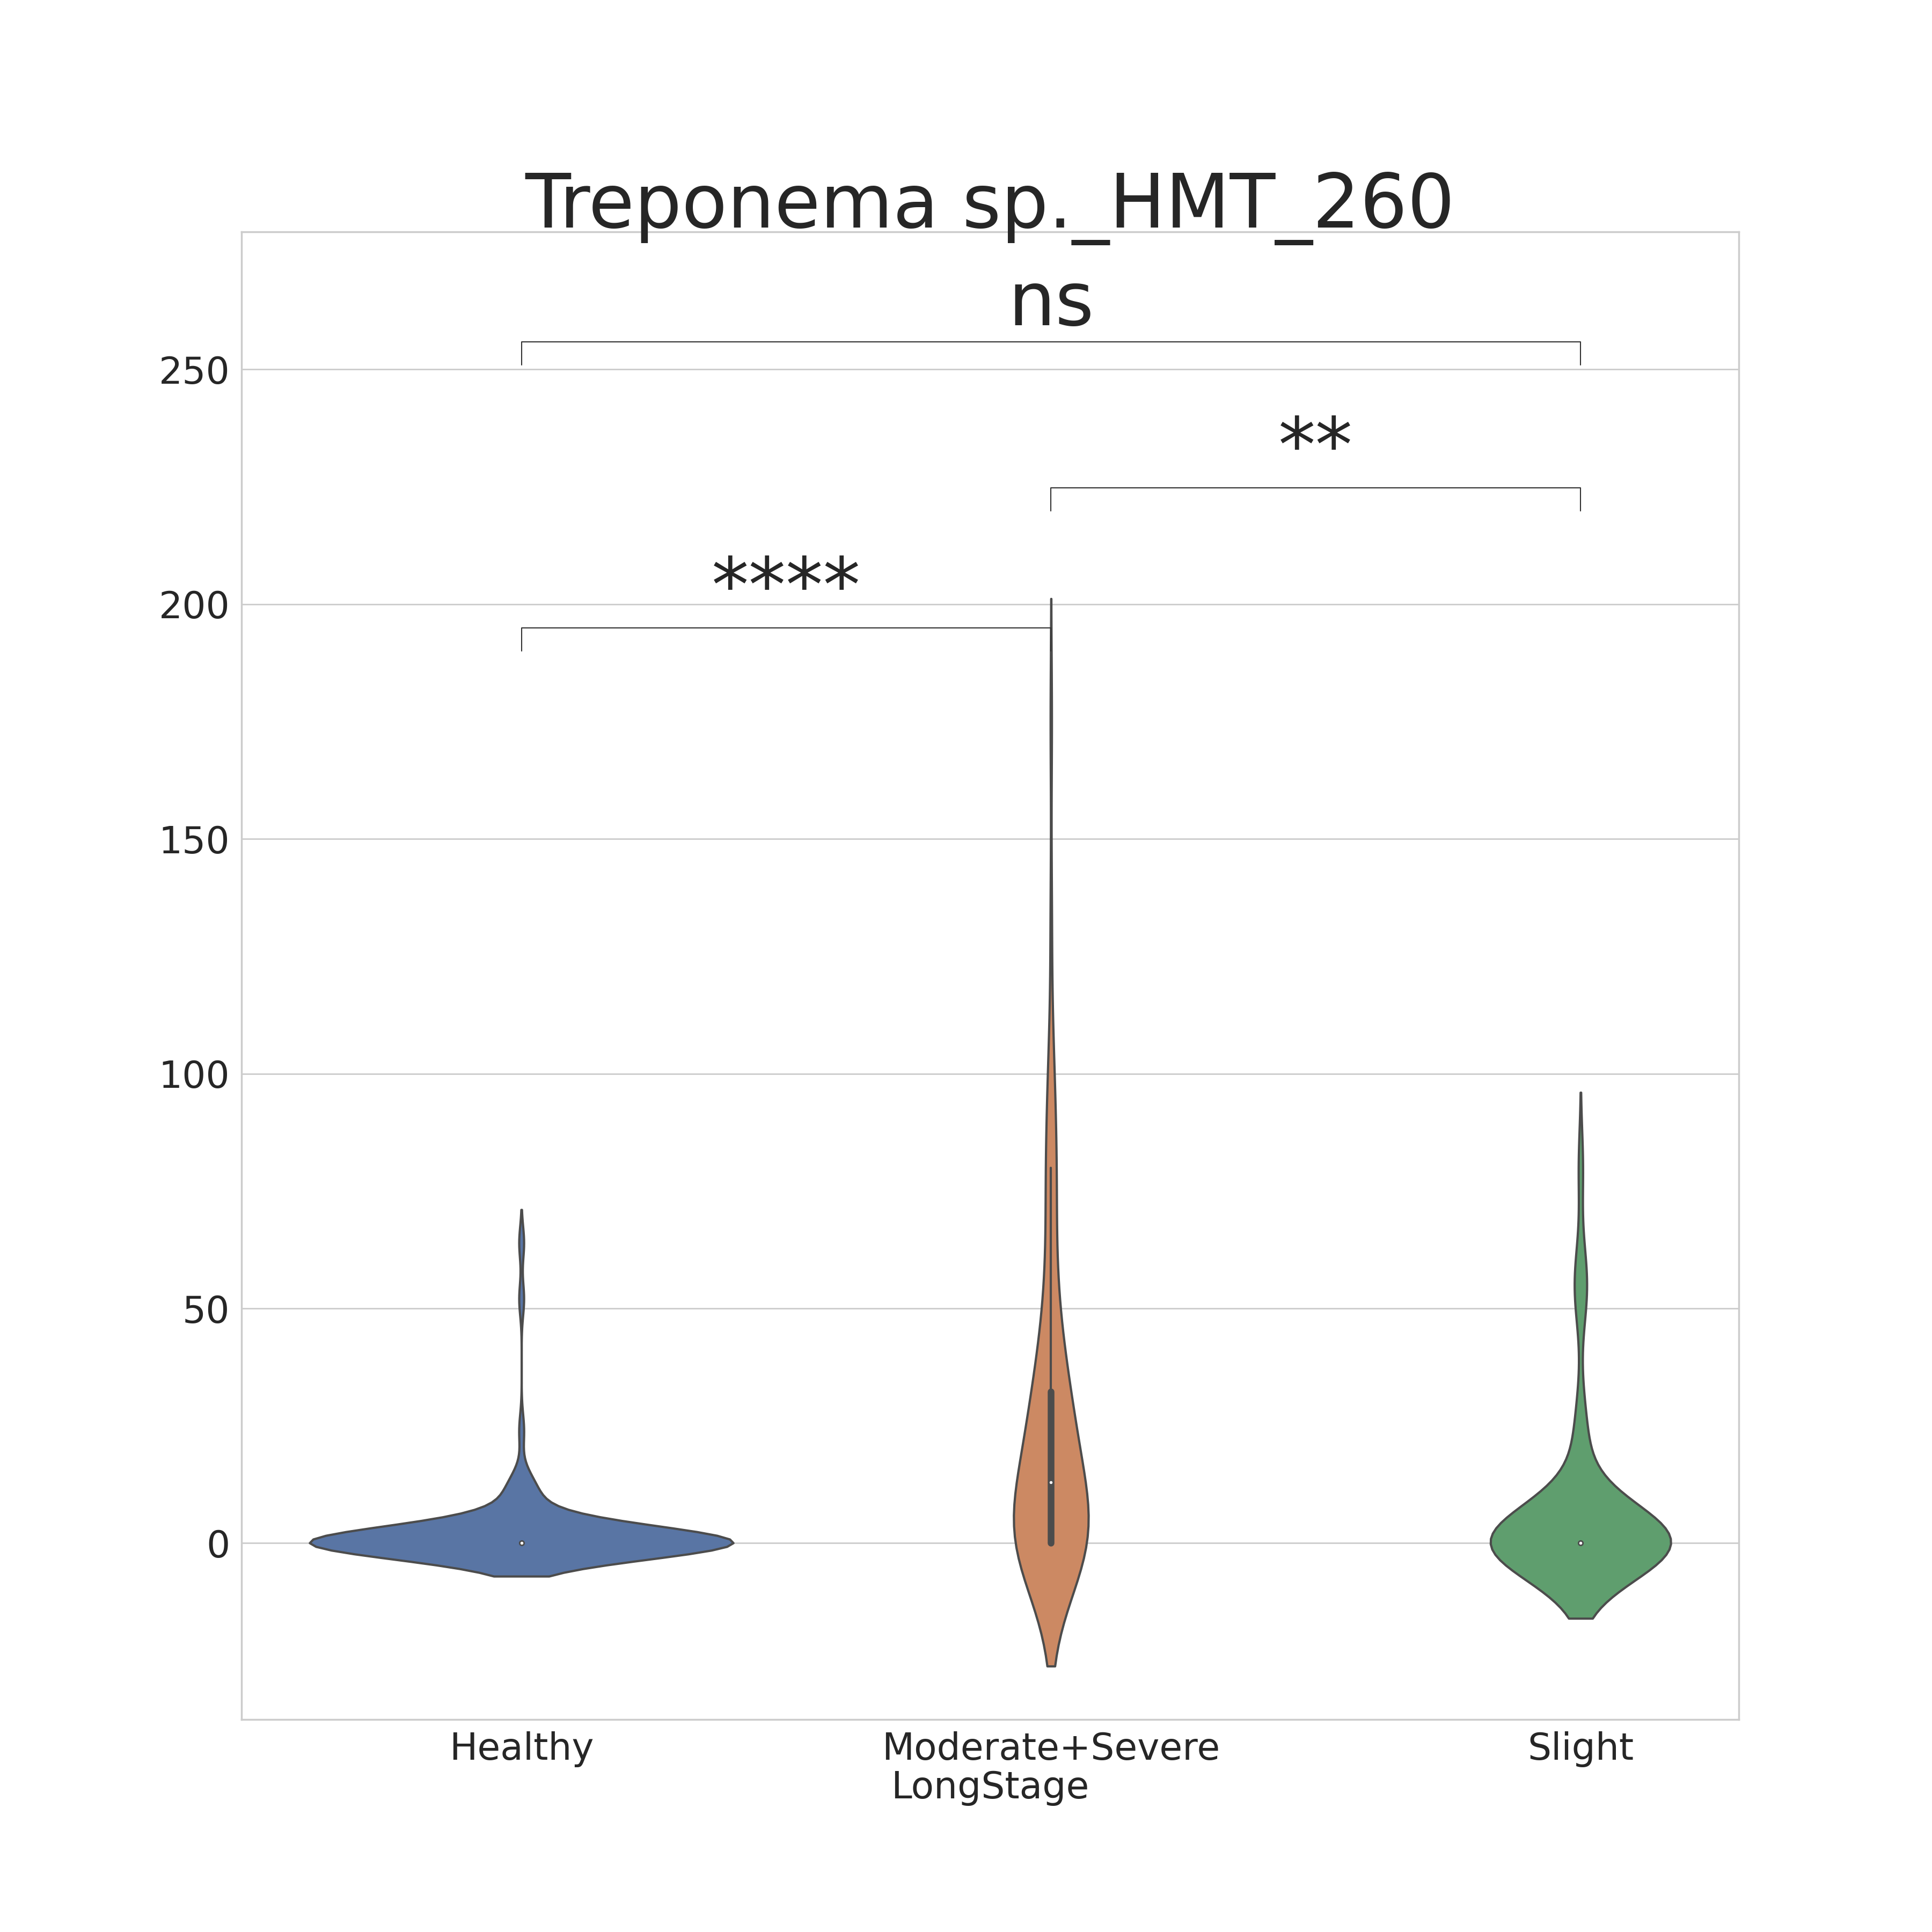 Treponema sp._HMT_260
ns
250
**
****
200
150
100
50
0
Healthy Moderate+Severe Slight
LongStage